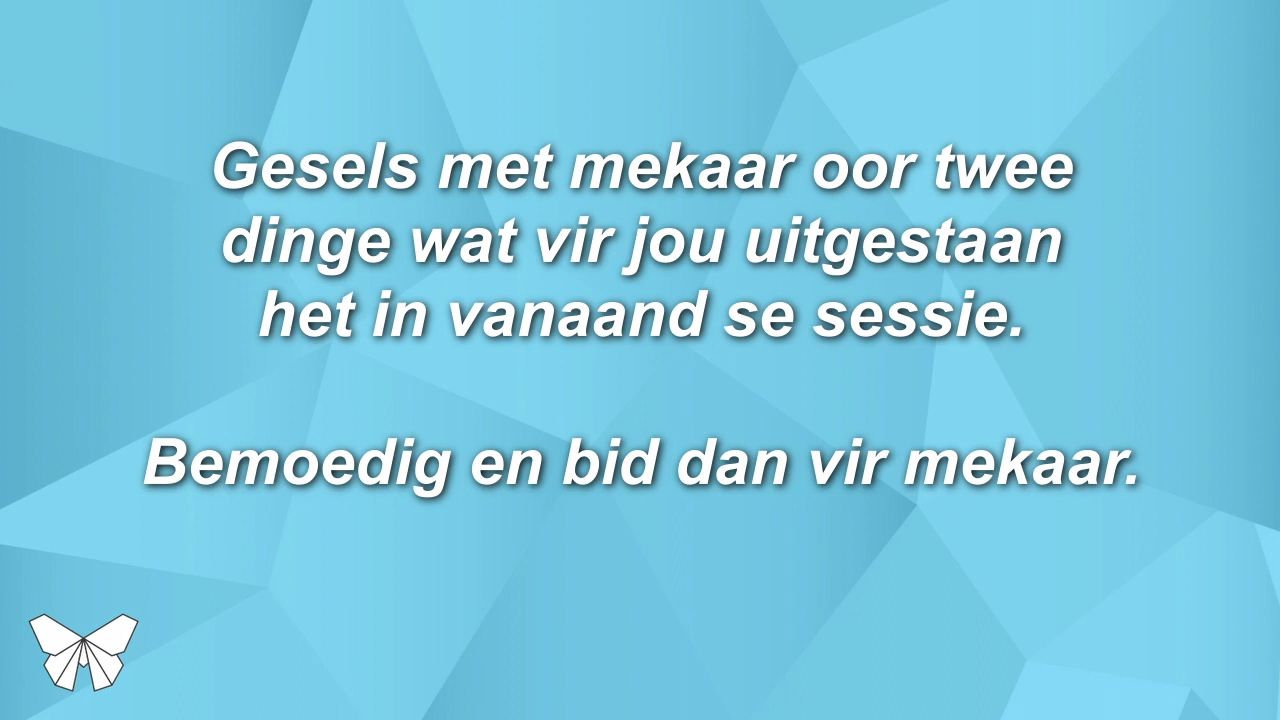 Gesels met mekaar oor twee
dinge wat vir jou uitgestaan
het in vanaand se sessie.
Bemoedig en bid dan vir mekaar.